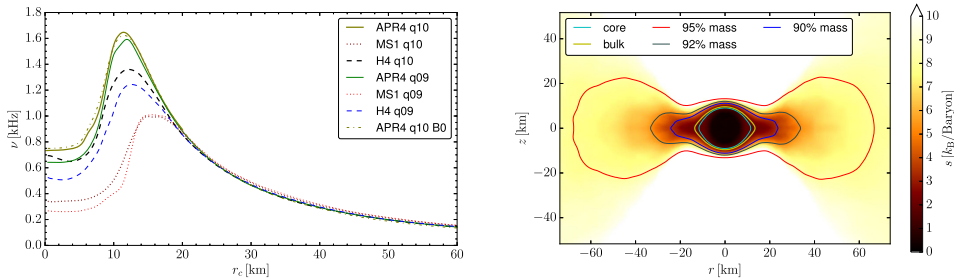 1.8
1.6
1.4
1.2
1.0
0.8
0.6
0.4
0.2
0.0
ν [kHz]
0 10 20 30 40 50 60
r_c [km]
APR4 q10
MS1 q10
H4 q10
APR4 q09
MS1 q09
H4 q09
APR4 q10 B0
core 95% mass 90% mass
bulk 92% mass
40
20
0
−20
−40
z [km]
−60 −40 −20 0 20 40 60
r [km]
10
9
8
7
6
5
4
3
2
1
0
s [k_B/Baryon]